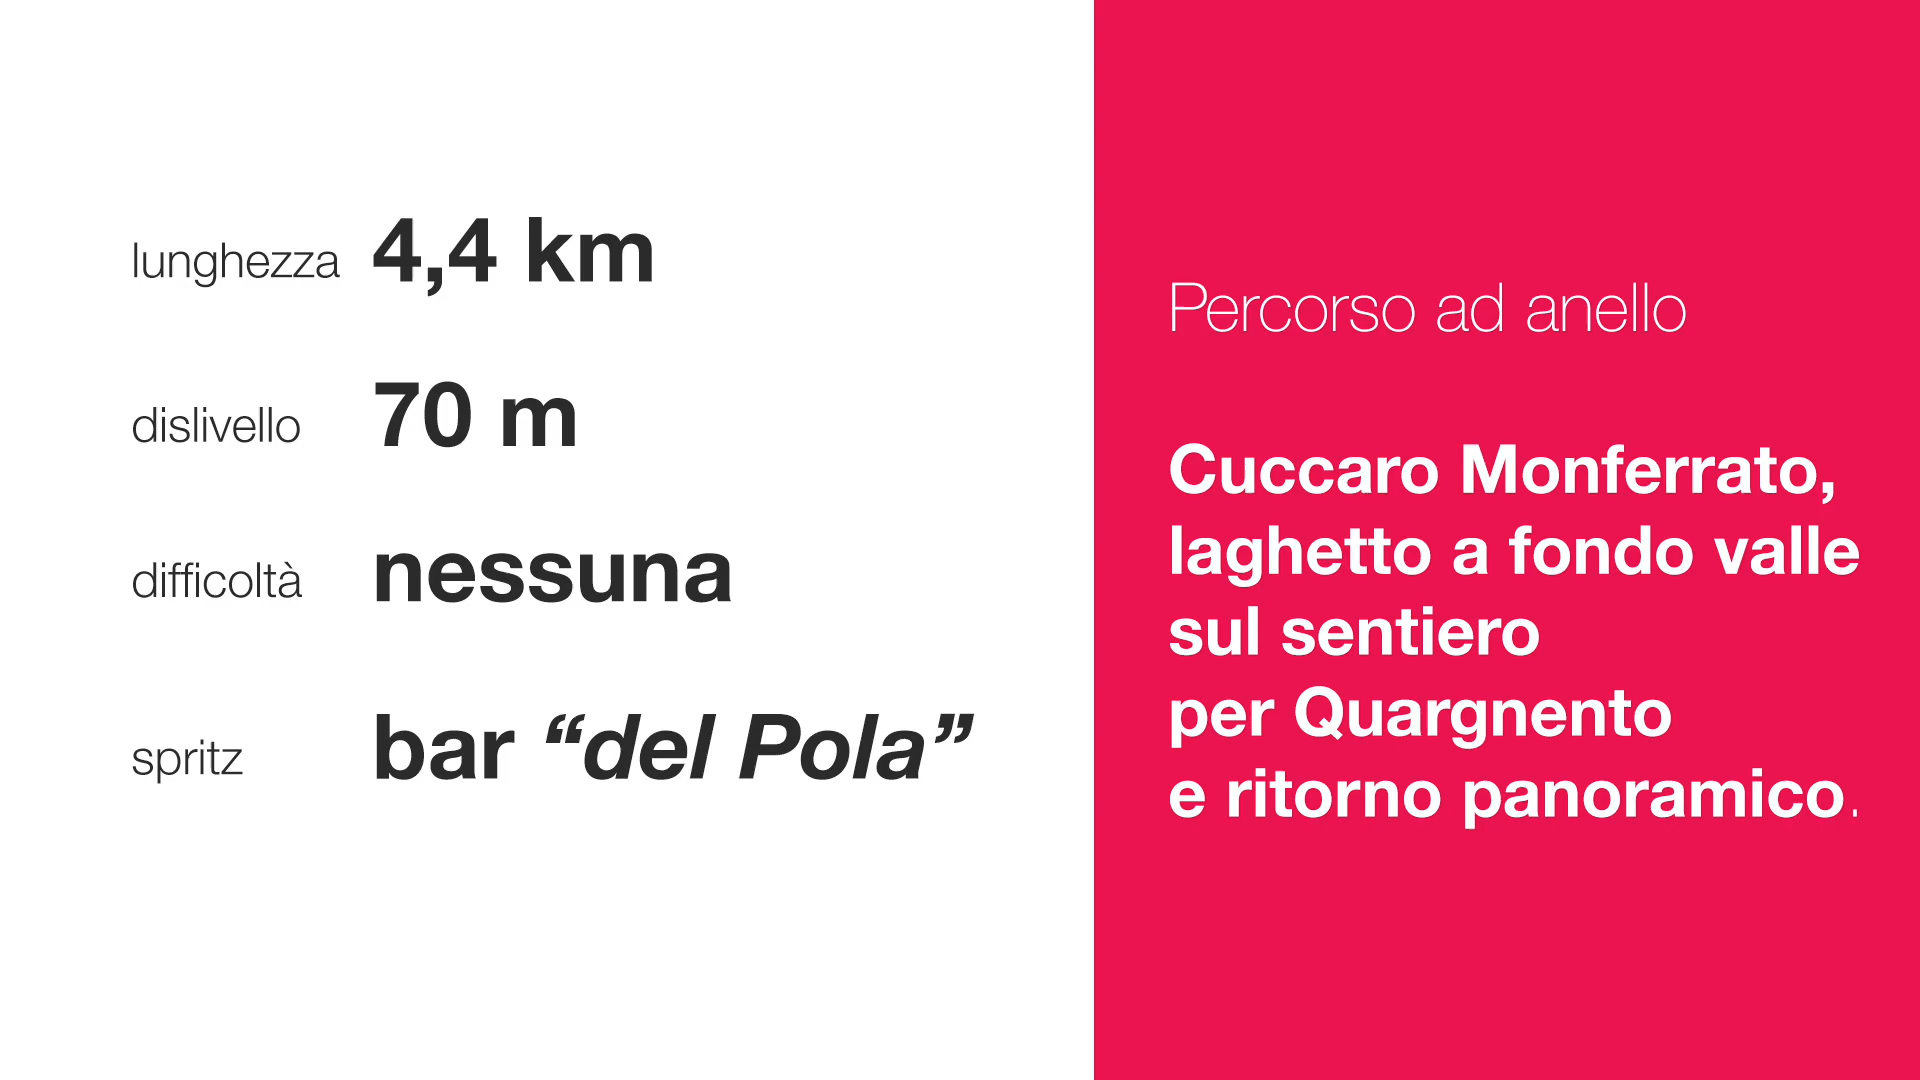 lunghezza 4,4 km
dislivello 70 m
difficoltà nessuna
spritz bar “del Pola”
Percorso ad anello
Cuccaro Monferrato,
laghetto a fondo valle
sul sentiero
per Quargnento
e ritorno panoramico.